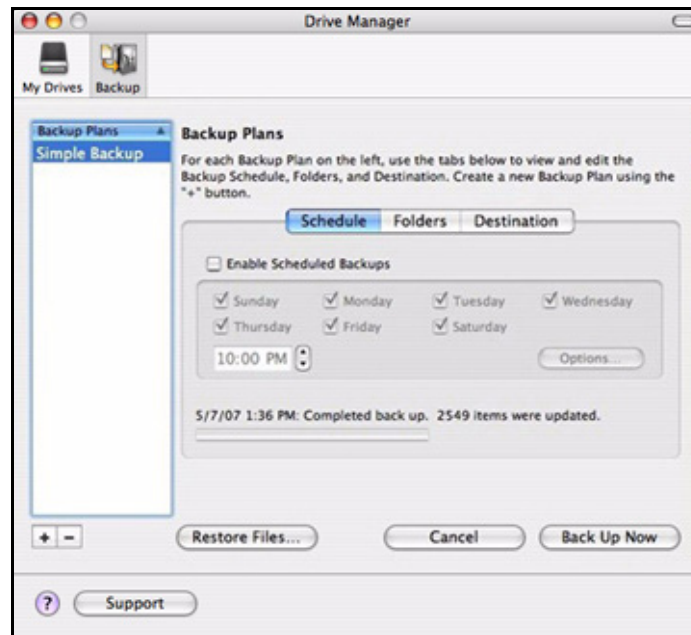 Drive Manager
My Drives
Backup
Backup Plans
Simple Backup
Backup Plans
For each Backup Plan on the left, use the tabs below to view and edit the
Backup Schedule, Folders, and Destination. Create a new Backup Plan using the
"+" button.
Schedule Folders Destination
Enable Scheduled Backups
Sunday Monday Tuesday Wednesday
Thursday Friday Saturday
10:00 PM Options...
5/7/07 1:36 PM: Completed back up. 2549 items were updated.
+ −
Restore Files... Cancel Back Up Now
? Support